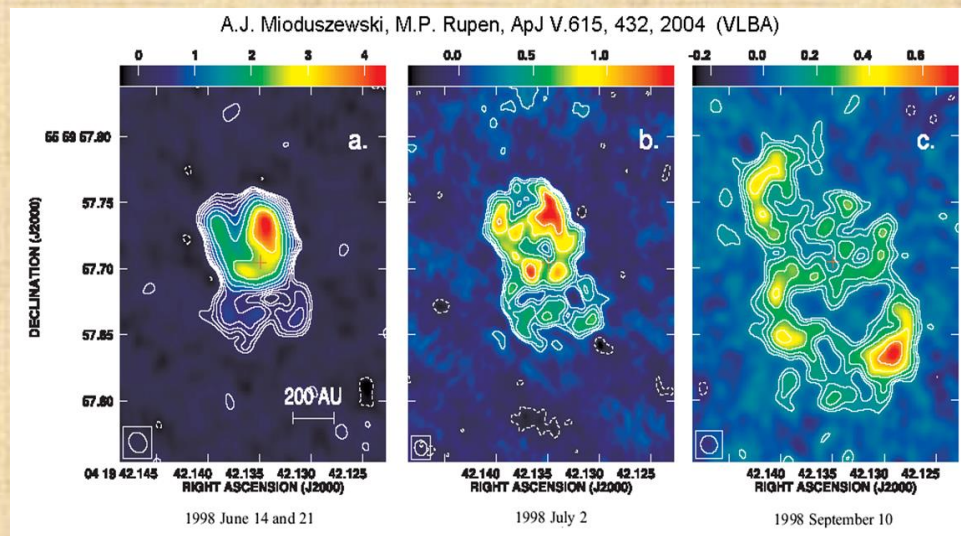 A.J. Mioduszewski, M.P. Rupen, ApJ V.615, 432, 2004 (VLBA)
0 1 2 3 4
0.0 0.5 1.0
-0.2 0.0 0.2 0.4 0.6
a.
b.
c.
DECLINATION (J2000)
55 59 57.80
57.75
57.70
57.65
57.60
200 AU
04 19 42.145 42.140 42.135 42.130 42.125
42.140 42.135 42.130 42.125
42.140 42.135 42.130 42.125
RIGHT ASCENSION (J2000)
RIGHT ASCENSION (J2000)
RIGHT ASCENSION (J2000)
1998 June 14 and 21
1998 July 2
1998 September 10